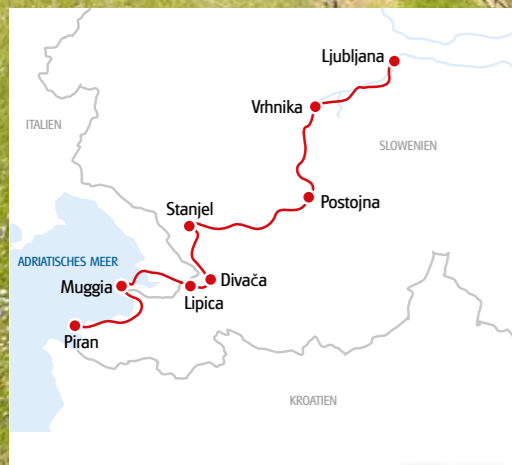 Ljubljana
Vrhnika
ITALIEN
SLOWENIEN
Postojna
Stanjel
ADRIATISCHES MEER
Divača
Muggia
Lipica
Piran
KROATIEN